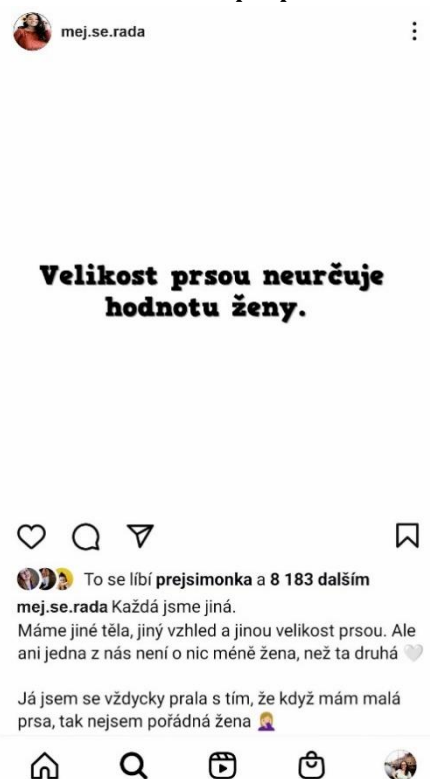 mej.se.rada
Velikost prsou neurčuje
hodnotu ženy.
To se líbí prejsimonka a 8 183 dalším
mej.se.rada Každá jsme jiná.
Máme jiné těla, jiný vzhled a jinou velikost prsou. Ale
ani jedna z nás není o nic méně žena, než ta druhá 🤍
Já jsem se vždycky prala s tím, že když mám malá
prsa, tak nejsem pořádná žena 🤦🏼‍♀️